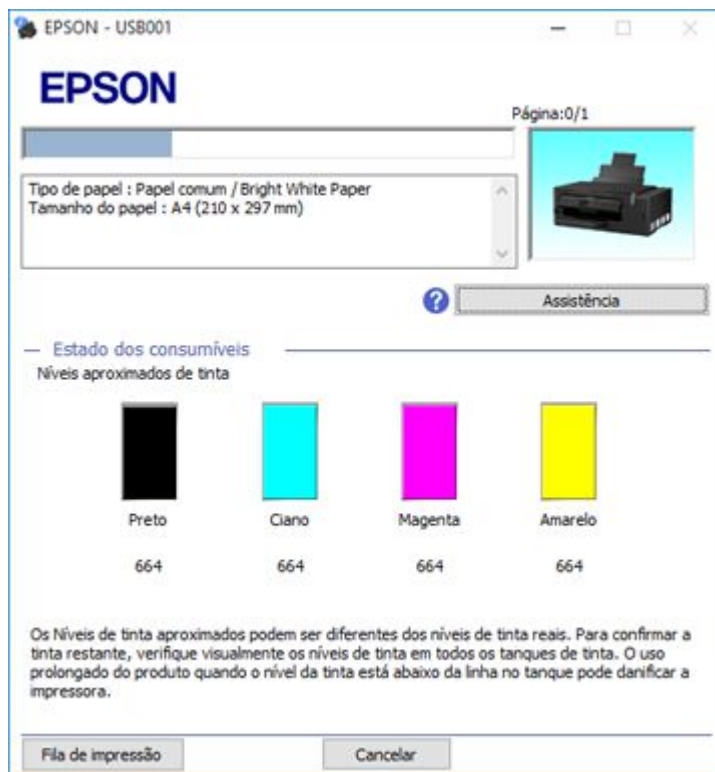 EPSON - USB001
EPSON
Página:0/1
Tipo de papel : Papel comum / Bright White Paper
Tamanho do papel : A4 (210 x 297 mm)
? Assistência
Estado dos consumíveis
Níveis aproximados de tinta
Preto Ciano Magenta Amarelo
664 664 664 664
Os Níveis de tinta aproximados podem ser diferentes dos níveis de tinta reais. Para confirmar a
tinta restante, verifique visualmente os níveis de tinta em todos os tanques de tinta. O uso
prolongado do produto quando o nível da tinta está abaixo da linha no tanque pode danificar a
impressora.
Fila de impressão Cancelar